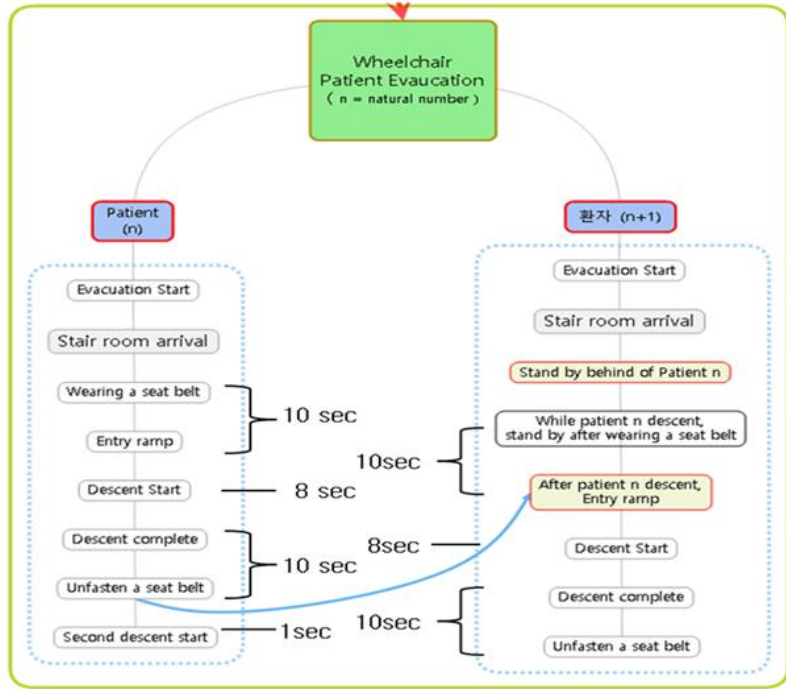 Wheelchair
Patient Evaucation
( n = natural number )
Patient
(n)
Evacuation Start
Stair room arrival
Wearing a seat belt
Entry ramp
10 sec
Descent Start
8 sec
Descent complete
Unfasten a seat belt
10 sec
Second descent start
1sec
환자 (n+1)
Evacuation Start
Stair room arrival
Stand by behind of Patient n
While patient n descent,
stand by after wearing a seat belt
10sec
After patient n descent,
Entry ramp
8sec
Descent Start
Descent complete
10sec
Unfasten a seat belt